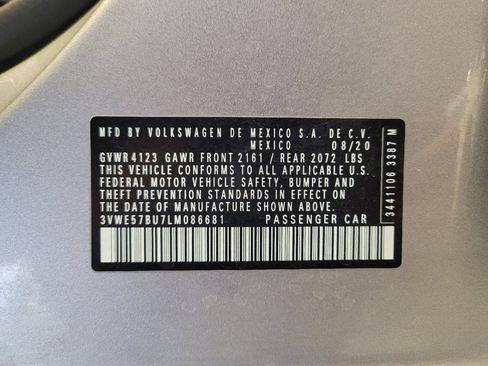 MFD BY VOLKSWAGEN DE MEXICO S.A. DE C.V.
MEXICO 08/20
GVWR 4123 GAWR FRONT 2161 / REAR 2072 LBS
THIS VEHICLE CONFORMS TO ALL APPLICABLE U.S.
FEDERAL MOTOR VEHICLE SAFETY, BUMPER AND
THEFT PREVENTION STANDARDS IN EFFECT ON
THE DATE OF MANUFACTURE SHOWN ABOVE.
3VWE57BU7LM086681 PASSENGER CAR
3441106 3387 M